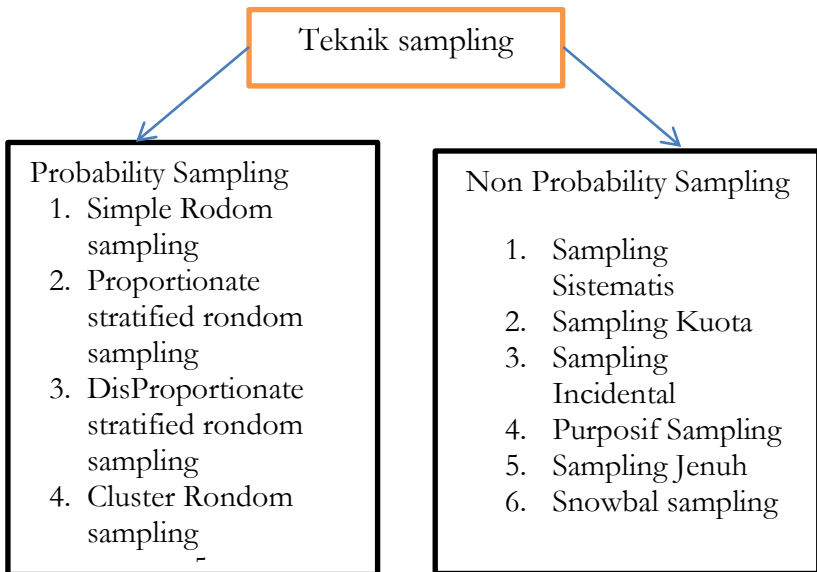 Teknik sampling
Probability Sampling
1. Simple Rodom
sampling
2. Proportionate
stratified rondom
sampling
3. DisProportionate
stratified rondom
sampling
4. Cluster Rondom
sampling
Non Probability Sampling
1. Sampling
Sistematis
2. Sampling Kuota
3. Sampling
Incidental
4. Purposif Sampling
5. Sampling Jenuh
6. Snowbal sampling